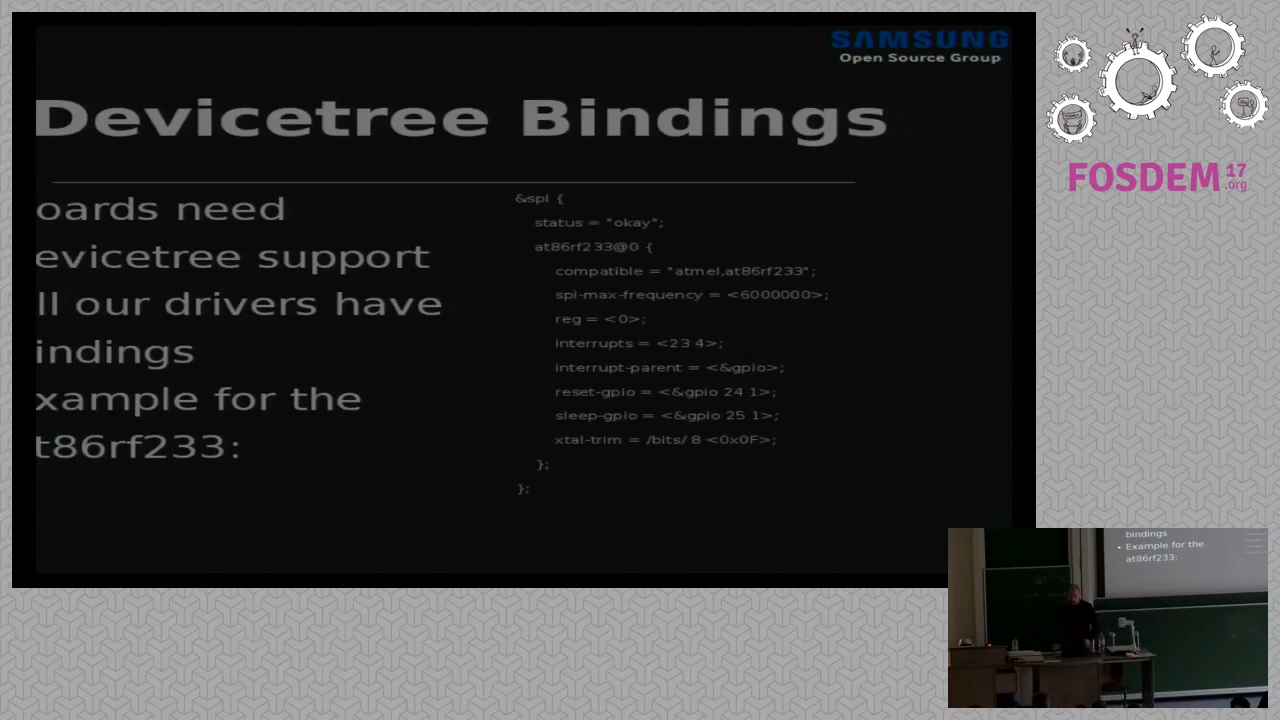 SAMSUNG
Open Source Group
Devicetree Bindings
oards need
evicetree support
ll our drivers have
indings
xample for the
t86rf233:
&spi {
status = "okay";
at86rf233@0 {
compatible = "atmel,at86rf233";
spi-max-frequency = <6000000>;
reg = <0>;
interrupts = <23 4>;
interrupt-parent = <&gpio>;
reset-gpio = <&gpio 24 1>;
sleep-gpio = <&gpio 25 1>;
xtal-trim = /bits/ 8 <0x0F>;
};
};
FOSDEM 17
.org
bindings
• Example for the
at86rf233: